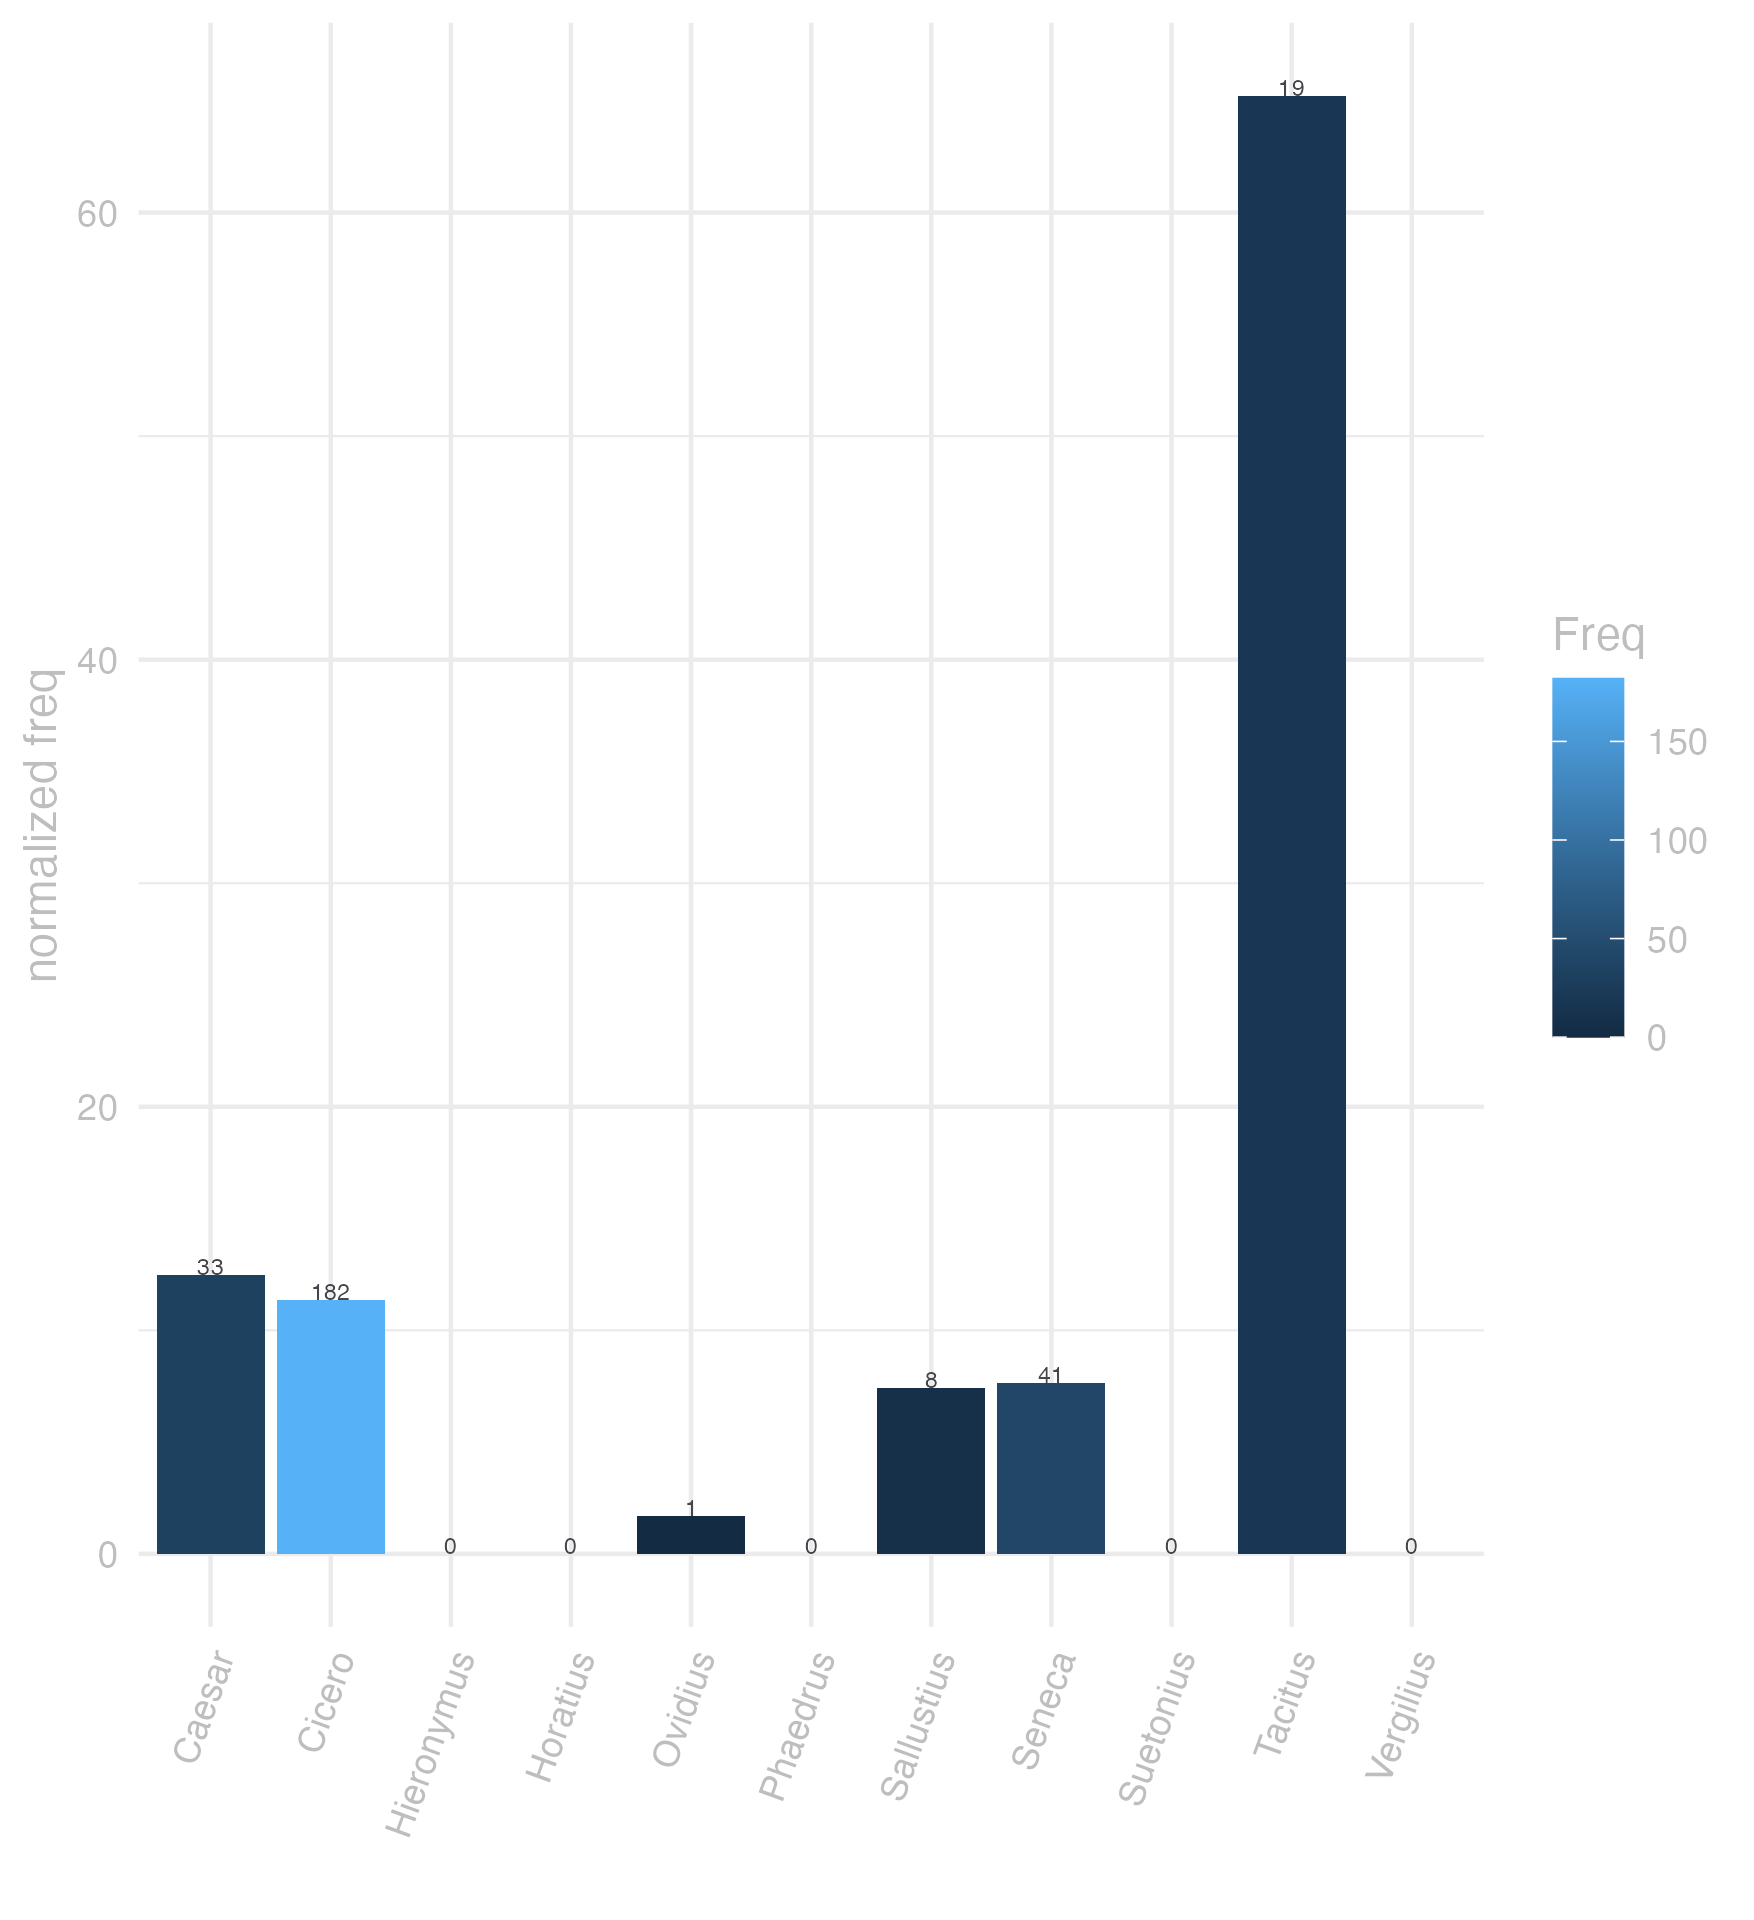 19
60
40
20
0
normalized freq
33
182
0
0
1
0
8
41
0
0
Caesar
Cicero
Hieronymus
Horatius
Ovidius
Phaedrus
Sallustius
Seneca
Suetonius
Tacitus
Vergilius
Freq
150
100
50
0